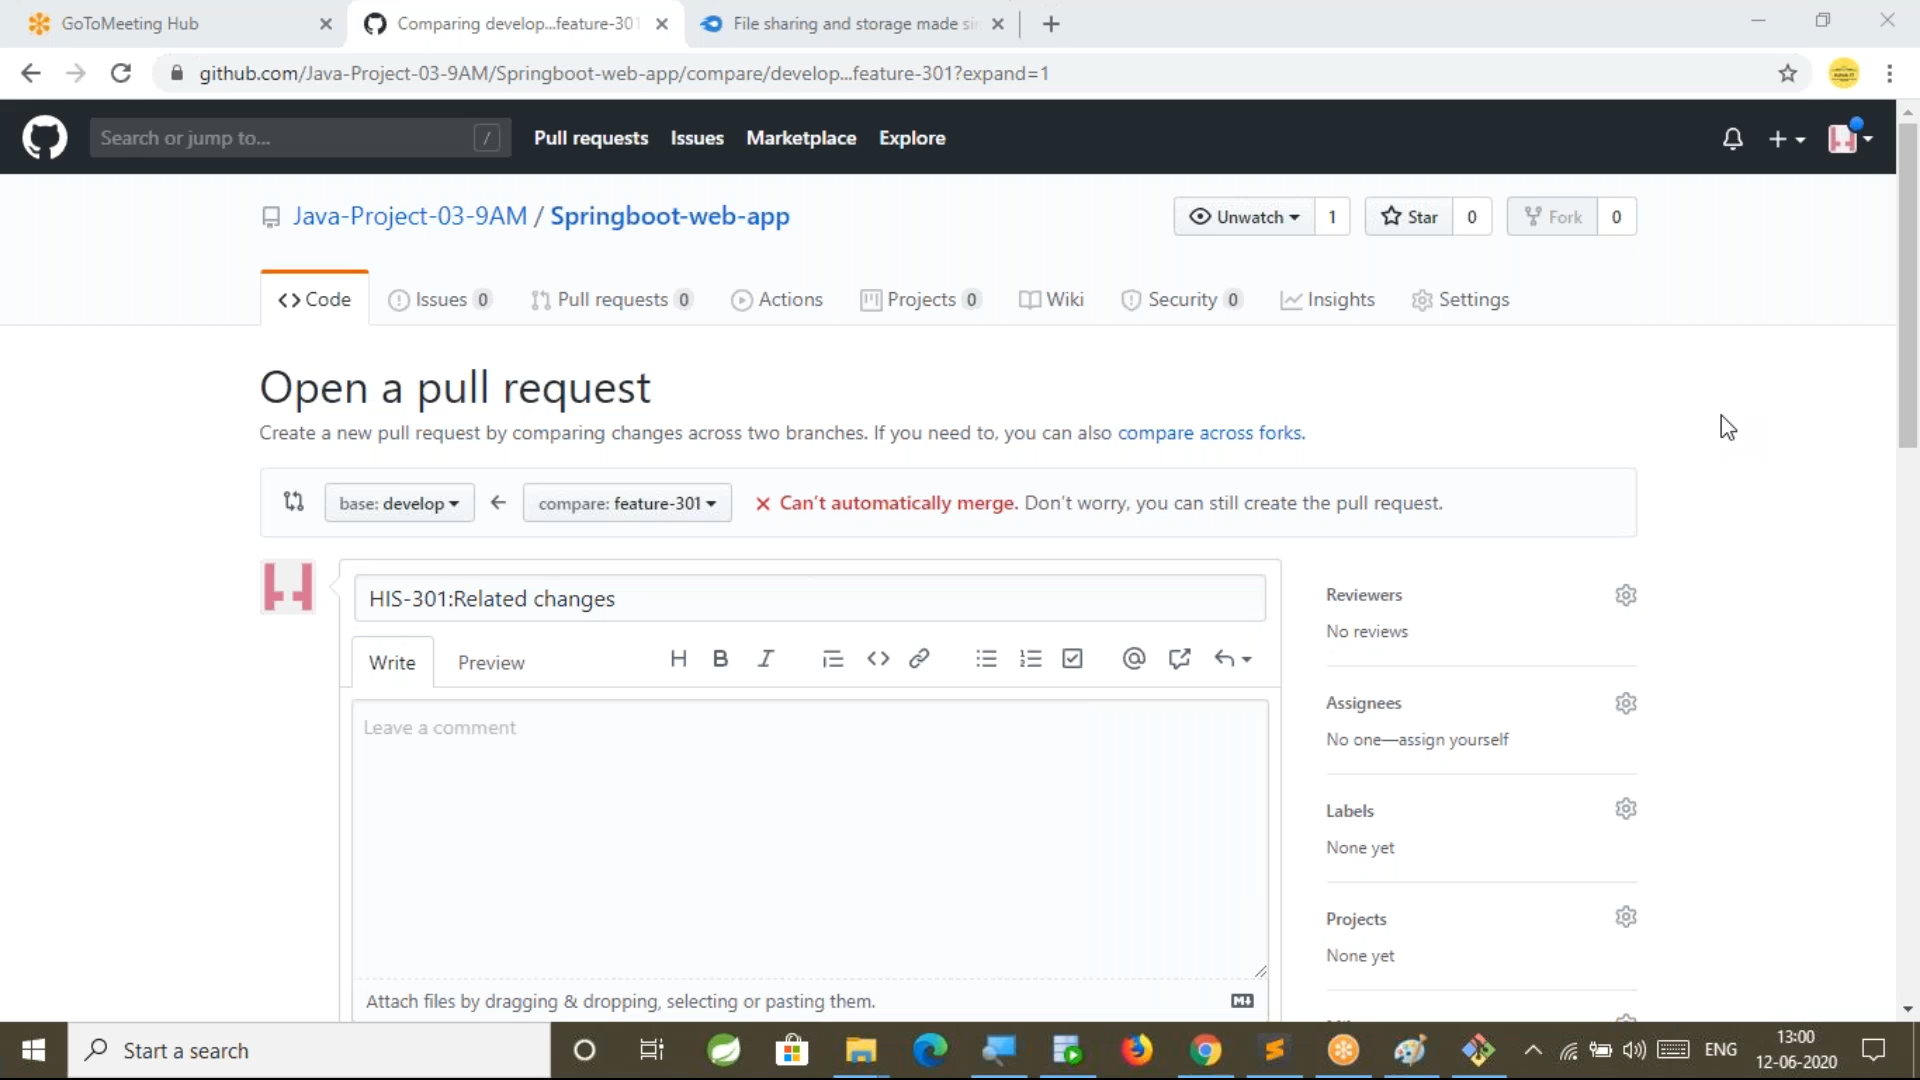 GoToMeeting Hub
Comparing develop...feature-301
File sharing and storage made si
github.com/Java-Project-03-9AM/Springboot-web-app/compare/develop...feature-301?expand=1
Search or jump to... /
Pull requests Issues Marketplace Explore
Java-Project-03-9AM / Springboot-web-app
Unwatch 1
Star 0
Fork 0
Code
Issues 0
Pull requests 0
Actions
Projects 0
Wiki
Security 0
Insights
Settings
Open a pull request
Create a new pull request by comparing changes across two branches. If you need to, you can also compare across forks.
base: develop
compare: feature-301
Can't automatically merge. Don't worry, you can still create the pull request.
HIS-301:Related changes
Write Preview
H B I
Leave a comment
Attach files by dragging & dropping, selecting or pasting them.
Reviewers
No reviews
Assignees
No one—assign yourself
Labels
None yet
Projects
None yet
Start a search
ENG
13:00
12-06-2020